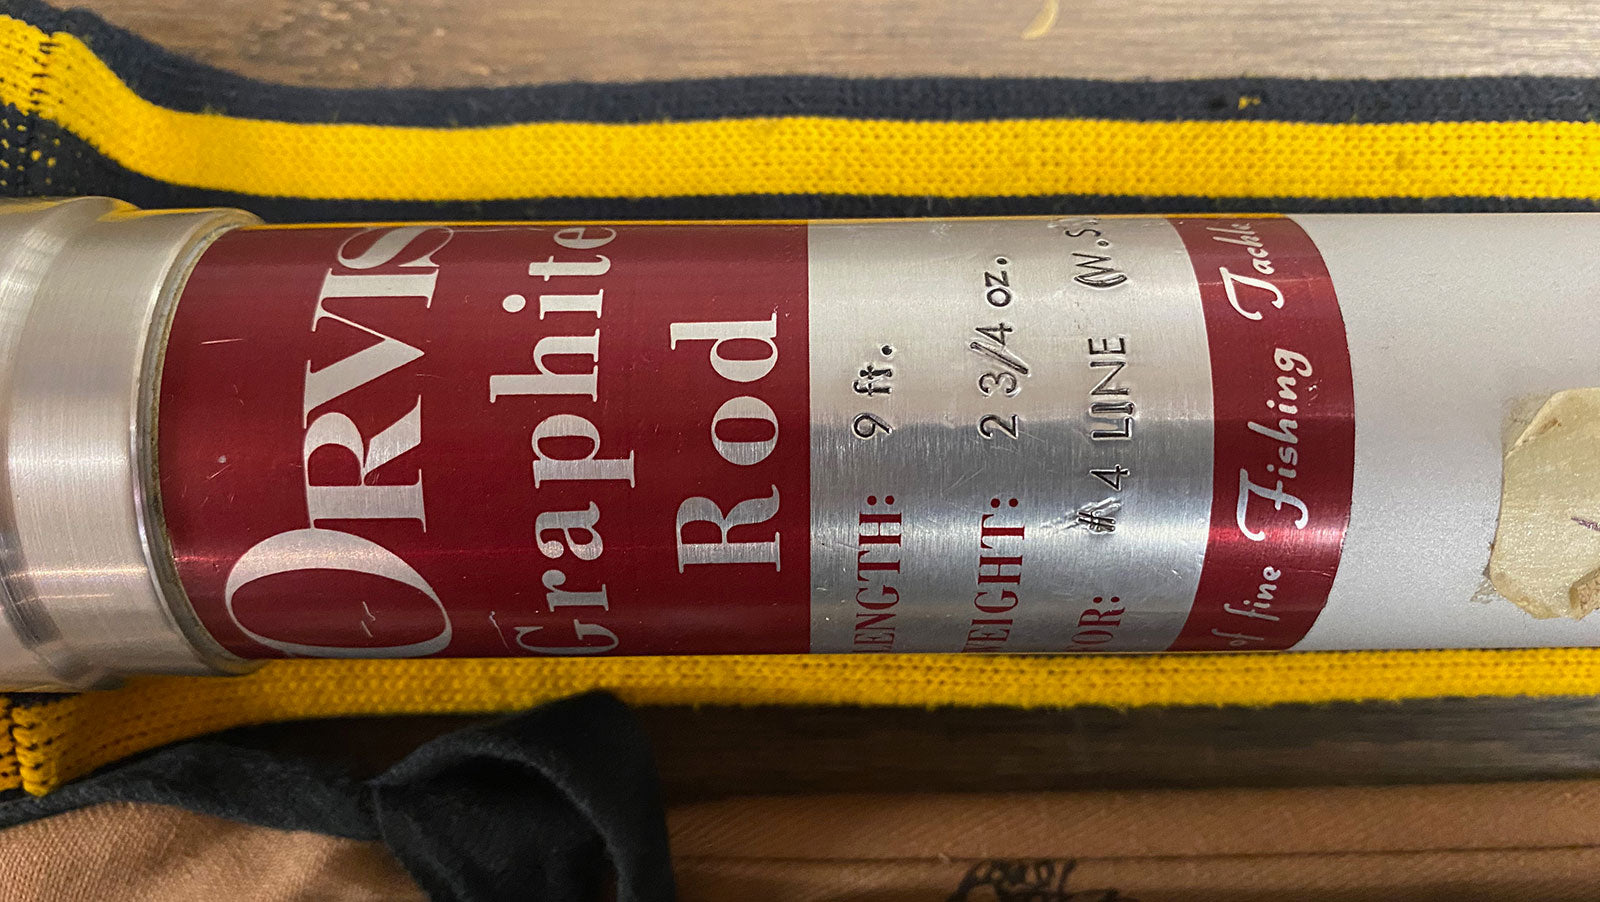 ORVIS
Graphite
Rod
LENGTH: 9 ft.
WEIGHT: 2 3/4 oz.
FOR: # 4 LINE
of fine Fishing Tackle